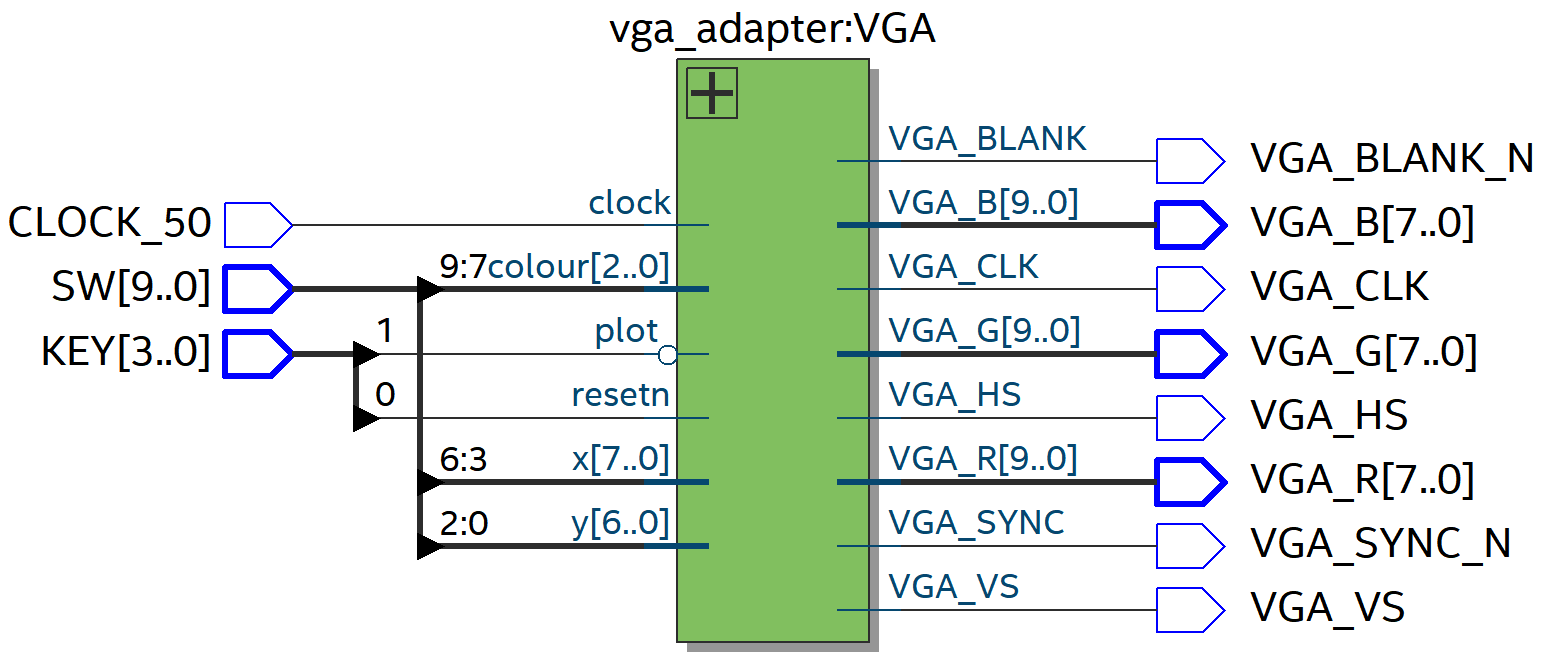 vga_adapter:VGA
CLOCK_50
SW[9..0]
KEY[3..0]
9:7
1
0
6:3
2:0
clock
colour[2..0]
plot
resetn
x[7..0]
y[6..0]
VGA_BLANK
VGA_B[9..0]
VGA_CLK
VGA_G[9..0]
VGA_HS
VGA_R[9..0]
VGA_SYNC
VGA_VS
VGA_BLANK_N
VGA_B[7..0]
VGA_CLK
VGA_G[7..0]
VGA_HS
VGA_R[7..0]
VGA_SYNC_N
VGA_VS